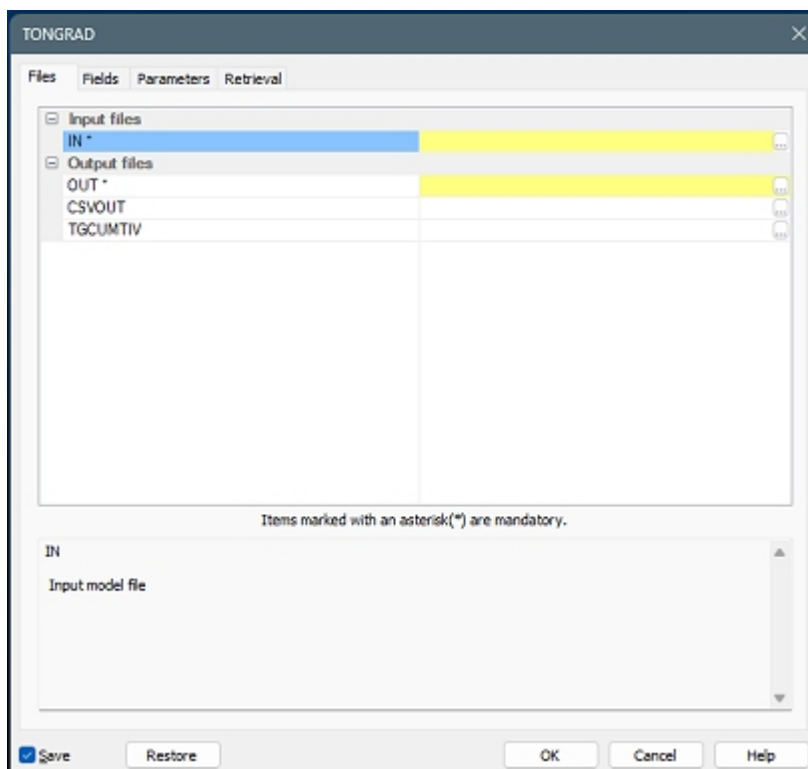 TONGRAD
Files Fields Parameters Retrieval
Input files
IN *
...
Output files
OUT *
...
CSVOUT
...
TGCUMTIV
...
Items marked with an asterisk(*) are mandatory.
IN
Input model file
Save Restore OK Cancel Help